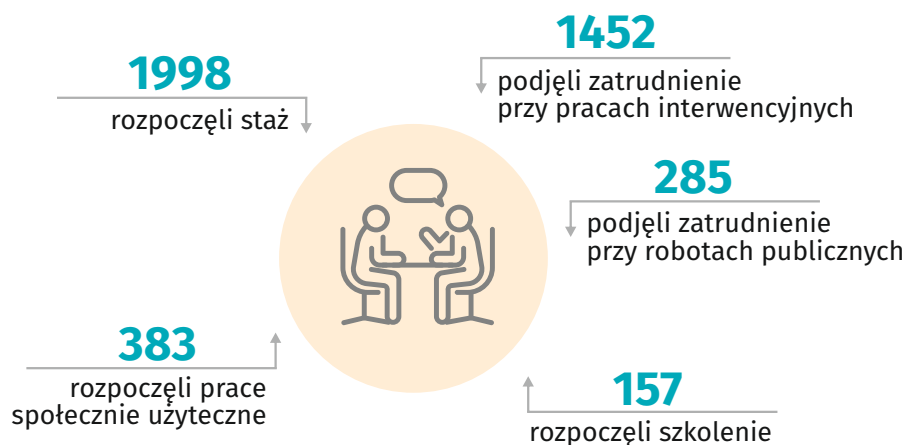 1998
rozpoczęli staż
1452
podjęli zatrudnienie
przy pracach interwencyjnych
285
podjęli zatrudnienie
przy robotach publicznych
383
rozpoczęli prace
społecznie użyteczne
157
rozpoczęli szkolenie